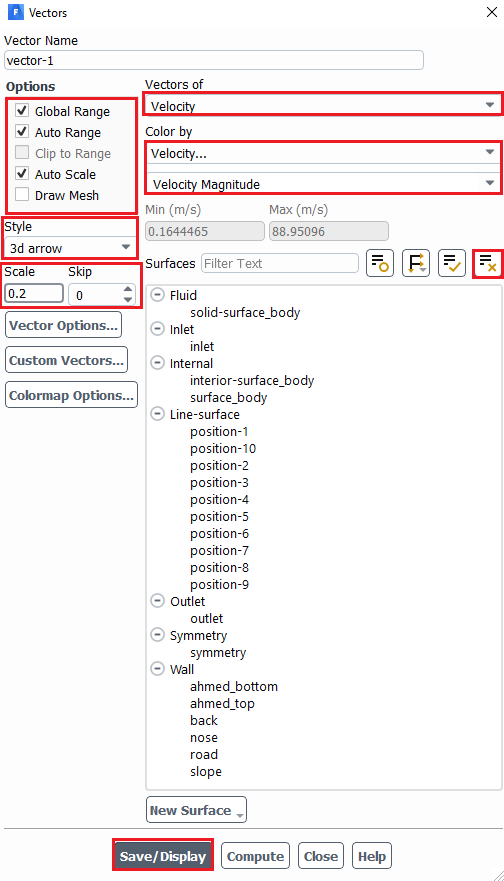 Vectors
Vector Name
vector-1
Options
Global Range
Auto Range
Clip to Range
Auto Scale
Draw Mesh
Style
3d arrow
Scale Skip
0.2 0
Vector Options...
Custom Vectors...
Colormap Options...
Vectors of
Velocity
Color by
Velocity...
Velocity Magnitude
Min (m/s) Max (m/s)
0.1644465 88.95096
Surfaces Filter Text
Fluid
solid-surface_body
Inlet
inlet
Internal
interior-surface_body
surface_body
Line-surface
position-1
position-10
position-2
position-3
position-4
position-5
position-6
position-7
position-8
position-9
Outlet
outlet
Symmetry
symmetry
Wall
ahmed_bottom
ahmed_top
back
nose
road
slope
New Surface
Save/Display Compute Close Help